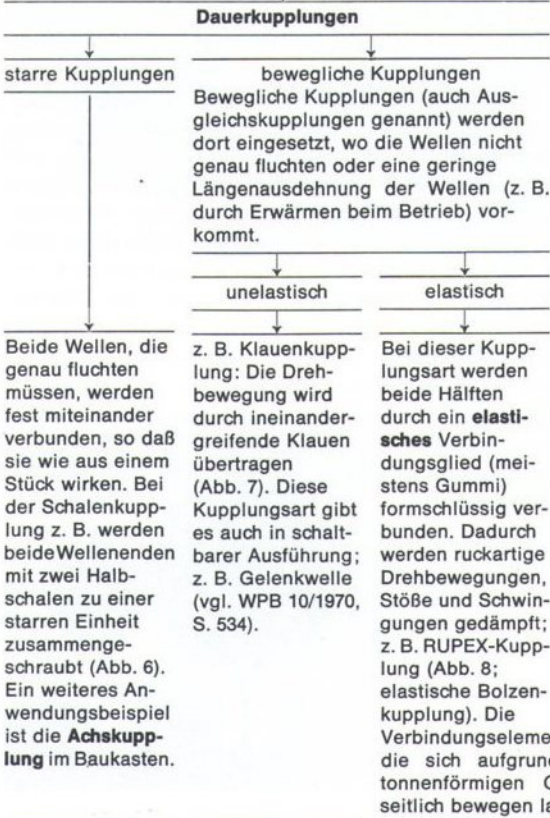 Dauerkupplungen
starre Kupplungen
bewegliche Kupplungen
Bewegliche Kupplungen (auch Aus-
gleichskupplungen genannt) werden
dort eingesetzt, wo die Wellen nicht
genau fluchten oder eine geringe
Längenausdehnung der Wellen (z. B.
durch Erwärmen beim Betrieb) vor-
kommt.
unelastisch
elastisch
Beide Wellen, die
genau fluchten
müssen, werden
fest miteinander
verbunden, so daß
sie wie aus einem
Stück wirken. Bei
der Schalenkupp-
lung z. B. werden
beide Wellenenden
mit zwei Halb-
schalen zu einer
starren Einheit
zusammenge-
schraubt (Abb. 6).
Ein weiteres An-
wendungsbeispiel
ist die Achskupp-
lung im Baukasten.
z. B. Klauenkupp-
lung: Die Dreh-
bewegung wird
durch ineinander-
greifende Klauen
übertragen
(Abb. 7). Diese
Kupplungsart gibt
es auch in schalt-
barer Ausführung;
z. B. Gelenkwelle
(vgl. WPB 10/1970,
S. 534).
Bei dieser Kupp-
lungsart werden
beide Hälften
durch ein elasti-
sches Verbin-
dungsglied (mei-
stens Gummi)
formschlüssig ver-
bunden. Dadurch
werden ruckartige
Drehbewegungen,
Stöße und Schwin-
gungen gedämpft;
z. B. RUPEX-Kupp-
lung (Abb. 8;
elastische Bolzen-
kupplung). Die
die sich
tonnenförmigen
seitlich bewegen